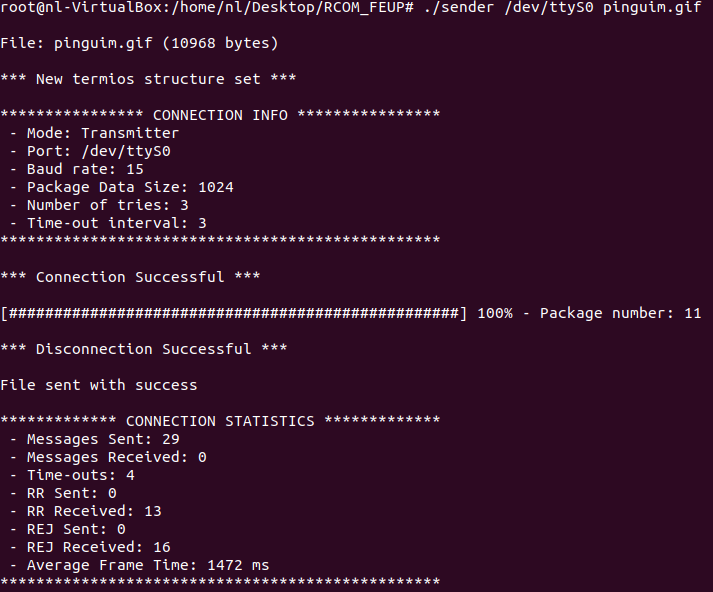 root@nl-VirtualBox:/home/nl/Desktop/RCOM_FEUP# ./sender /dev/ttyS0 pinguim.gif
File: pinguim.gif (10968 bytes)
*** New termios structure set ***
**************** CONNECTION INFO ****************
- Mode: Transmitter
- Port: /dev/ttyS0
- Baud rate: 15
- Package Data Size: 1024
- Number of tries: 3
- Time-out interval: 3
*************************************************
*** Connection Successful ***
[##################################################] 100% - Package number: 11
*** Disconnection Successful ***
File sent with success
************* CONNECTION STATISTICS *************
- Messages Sent: 29
- Messages Received: 0
- Time-outs: 4
- RR Sent: 0
- RR Received: 13
- REJ Sent: 0
- REJ Received: 16
- Average Frame Time: 1472 ms
*************************************************